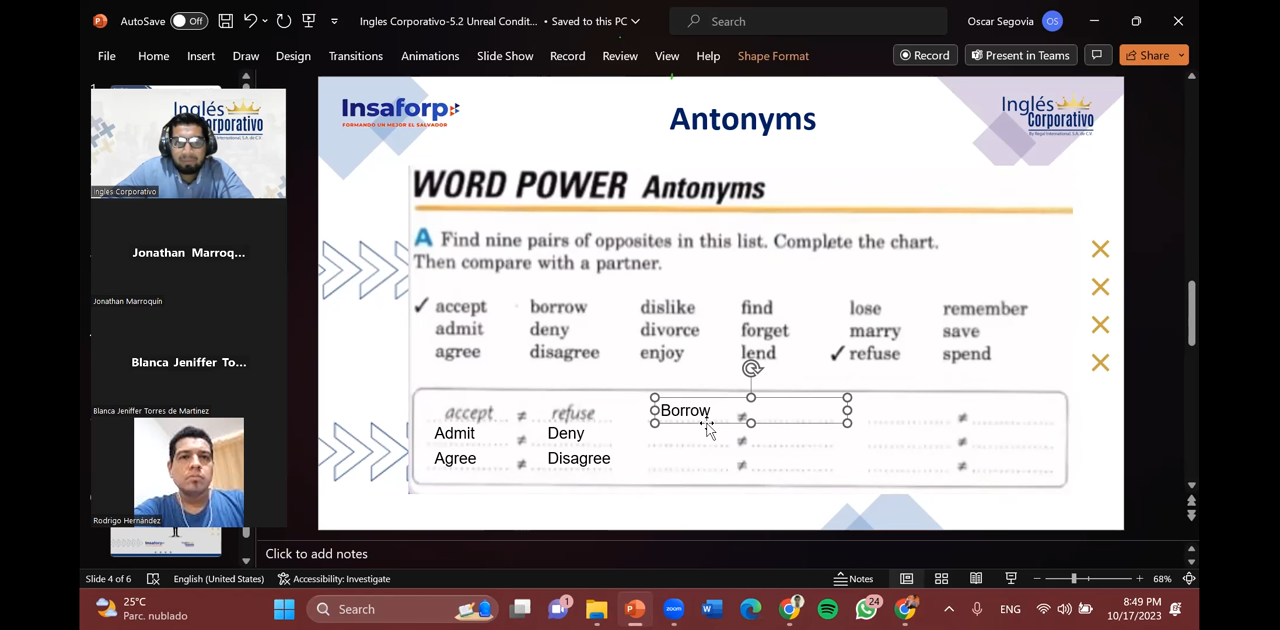 AutoSave Off Ingles Corporativo-5.2 Unreal Condit... • Saved to this PC Search Oscar Segovia OS
File Home Insert Draw Design Transitions Animations Slide Show Record Review View Help Shape Format Record Present in Teams Share
Inglés
Corporativo
Ingles Corporativo
Jonathan Marroq...
Jonathan Marroquín
Blanca Jeniffer To...
Blanca Jeniffer Torres de Martinez
Rodrigo Hernández
Insaforp
FORMANDO UN MEJOR EL SALVADOR
Antonyms
Inglés
Corporativo
WORD POWER Antonyms
A Find nine pairs of opposites in this list. Complete the chart.
Then compare with a partner.
✓ accept borrow dislike find lose remember
admit deny divorce forget marry save
agree disagree enjoy lend ✓ refuse spend
accept ≠ refuse Borrow ≠ ≠
Admit ≠ Deny ≠ ≠
Agree ≠ Disagree ≠ ≠
Click to add notes
Slide 4 of 6 English (United States) Accessibility: Investigate Notes 68%
25°C
Parc. nublado
Search
1
zoom
24
ENG
8:49 PM
10/17/2023